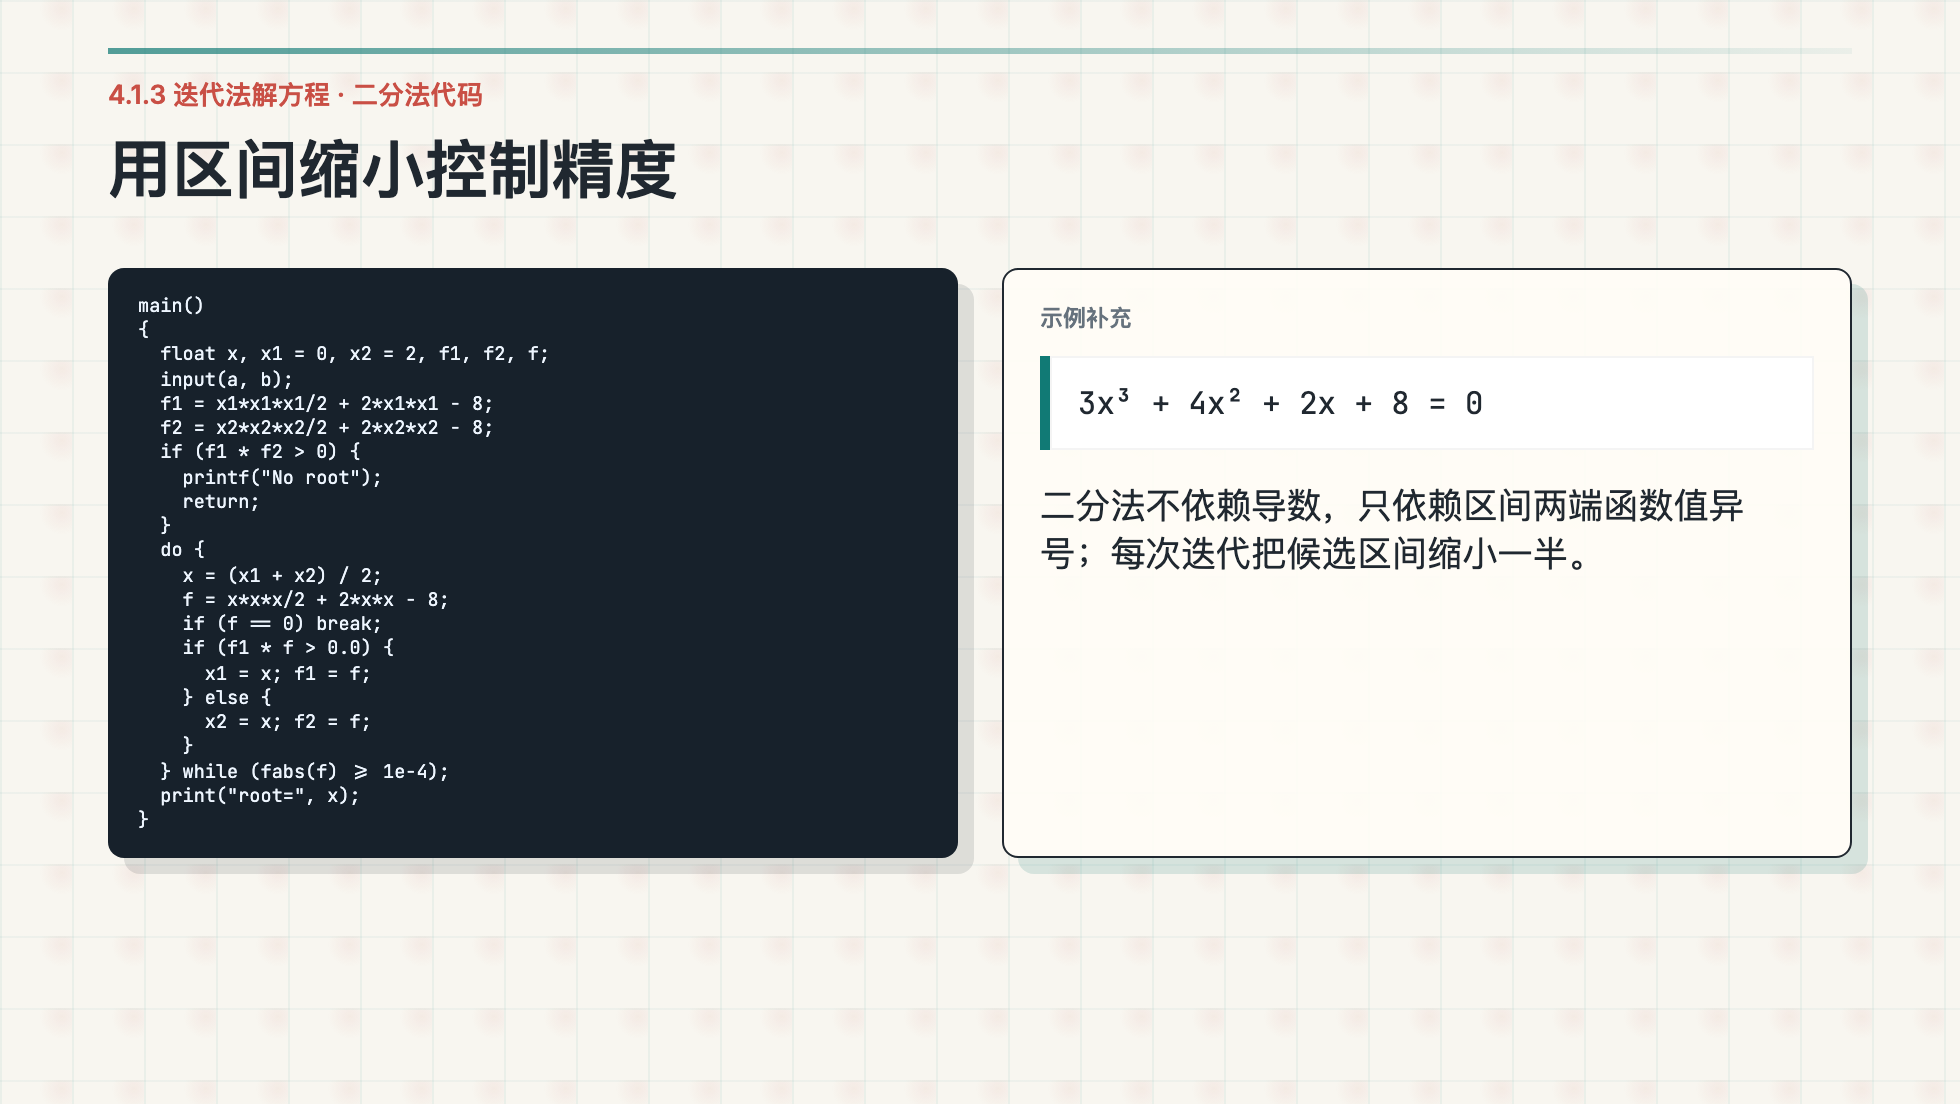 4.1.3 迭代法解方程 · 二分法代码
用区间缩小控制精度
main()
{
  float x, x1 = 0, x2 = 2, f1, f2, f;
  input(a, b);
  f1 = x1*x1*x1/2 + 2*x1*x1 - 8;
  f2 = x2*x2*x2/2 + 2*x2*x2 - 8;
  if (f1 * f2 > 0) {
    printf("No root");
    return;
  }
  do {
    x = (x1 + x2) / 2;
    f = x*x*x/2 + 2*x*x - 8;
    if (f == 0) break;
    if (f1 * f > 0.0) {
      x1 = x; f1 = f;
    } else {
      x2 = x; f2 = f;
    }
  } while (fabs(f) >= 1e-4);
  print("root=", x);
}
示例补充
3x³ + 4x² + 2x + 8 = 0
二分法不依赖导数，只依赖区间两端函数值异
号；每次迭代把候选区间缩小一半。